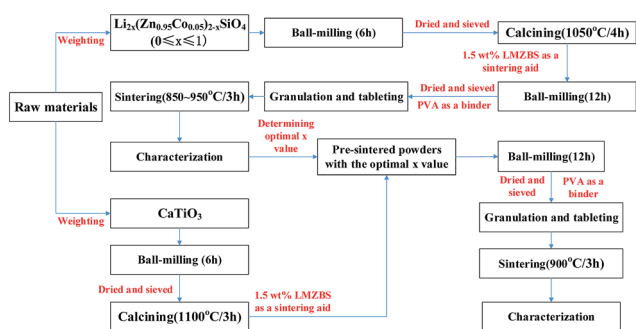 Weighting
Li2x(Zn0.95Co0.05)2-xSiO4
(0≤x≤1)
Ball-milling (6h)
Dried and sieved
Calcining(1050°C/4h)
1.5 wt% LMZBS as a
sintering aid
Raw materials
Sintering(850~950°C/3h)
Granulation and tableting
Dried and sieved
PVA as a binder
Ball-milling(12h)
Characterization
Determining
optimal x
value
Pre-sintered powders
with the optimal x value
Ball-milling(12h)
Dried and
sieved
PVA as a
binder
Weighting
CaTiO3
Granulation and tableting
Ball-milling (6h)
Sintering(900°C/3h)
Dried and sieved
Calcining(1100°C/3h)
1.5 wt% LMZBS
as a sintering aid
Characterization